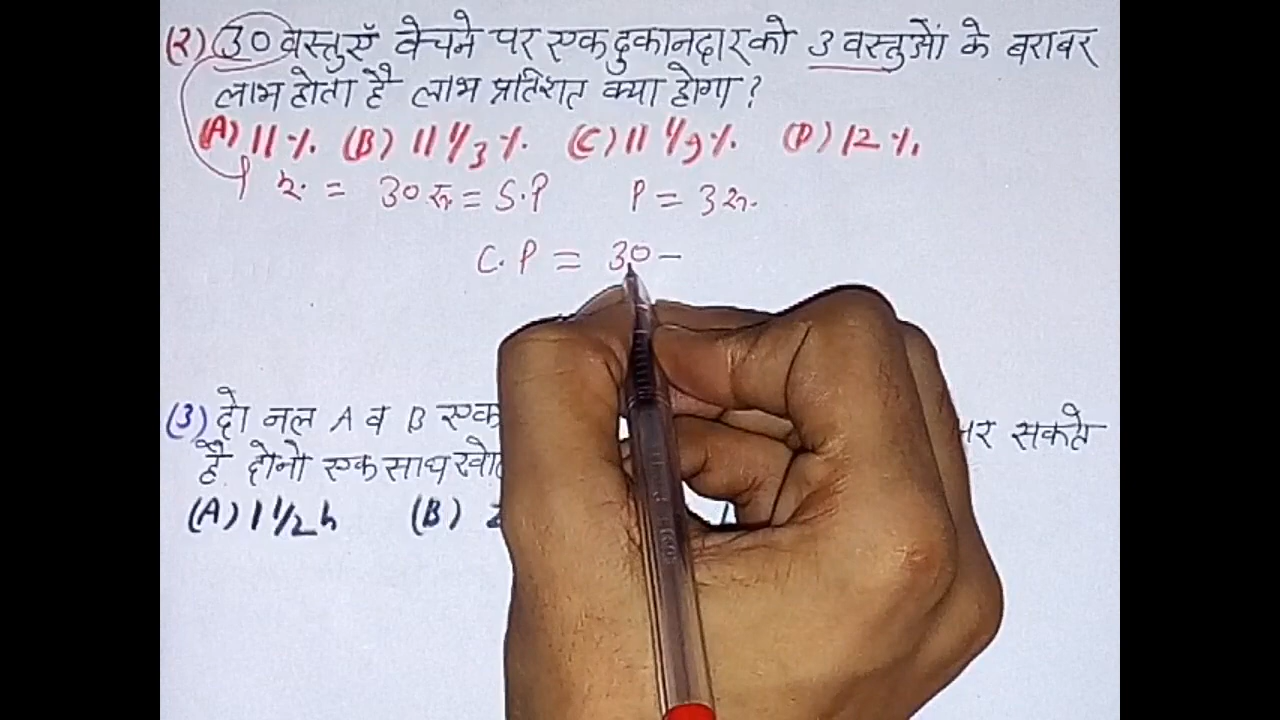 (2) 30 वस्तुएँ बेचने पर एक दुकानदार को 3 वस्तुओं के बराबर
लाभ होता है लाभ प्रतिशत क्या होगा ?
(A) 11% (B) 11 1/3% (C) 11 1/9% (D) 12%
= 30 रू = S.P P = 3 रू.
C.P = 30 -
(3) दो नल A व B एक सकते
है. दोनो एक साथ
(A) 1 1/2 h (B)